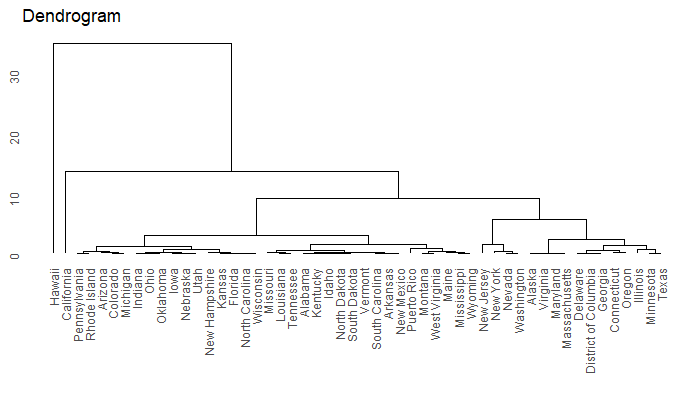 Dendrogram
30
20
10
0
Hawaii
California
Pennsylvania
Rhode Island
Arizona
Colorado
Michigan
Indiana
Ohio
Oklahoma
Iowa
Nebraska
Utah
New Hampshire
Kansas
Florida
North Carolina
Wisconsin
Missouri
Louisiana
Tennessee
Alabama
Kentucky
Idaho
North Dakota
South Dakota
Vermont
South Carolina
Arkansas
New Mexico
Puerto Rico
Montana
West Virginia
Maine
Mississippi
Wyoming
New Jersey
New York
Nevada
Washington
Alaska
Virginia
Maryland
Massachusetts
Delaware
District of Columbia
Georgia
Connecticut
Oregon
Illinois
Minnesota
Texas